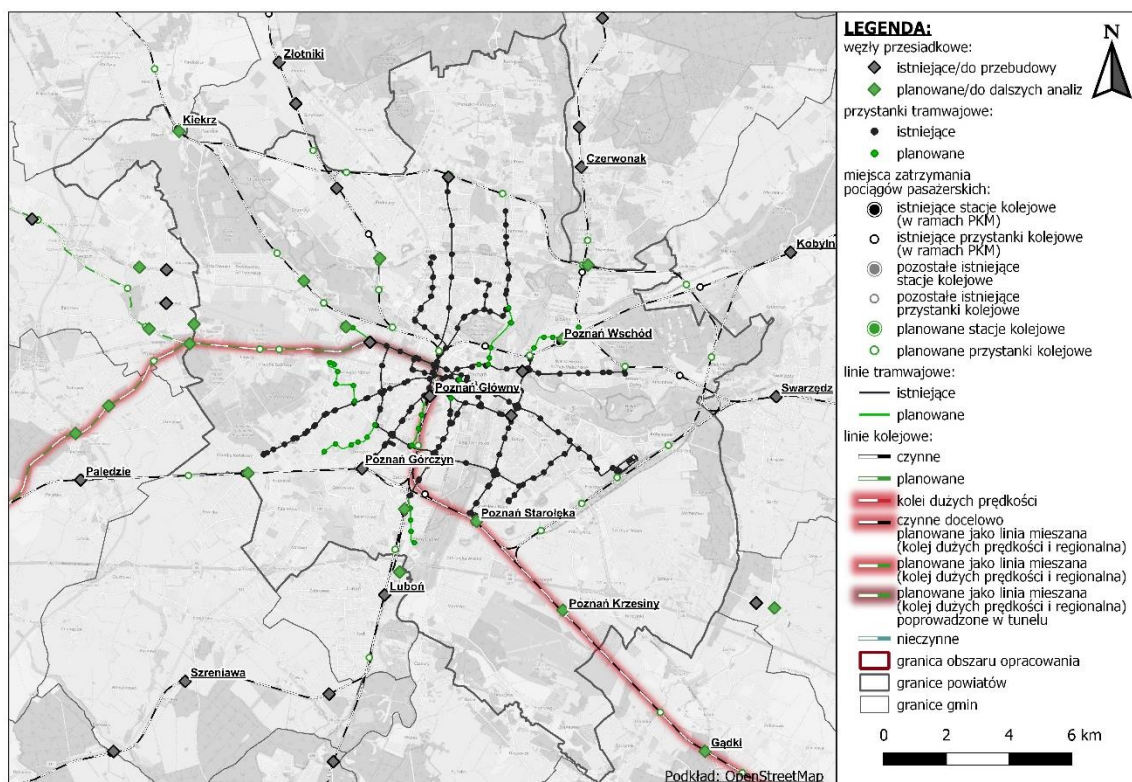 Złotniki
Kiekrz
Czerwonak
Kobyln
Poznań Wschód
Poznań Główny
Swarzędz
Palędzie
Poznań Górczyn
Poznań Starołęka
Luboń
Poznań Krzesiny
Szreniawa
Gądki
Podkład: OpenStreetMap
LEGENDA:
N
węzły przesiadkowe:
istniejące/do przebudowy
planowane/do dalszych analiz
przystanki tramwajowe:
istniejące
planowane
miejsca zatrzymania
pociągów pasażerskich:
istniejące stacje kolejowe
(w ramach PKM)
istniejące przystanki kolejowe
(w ramach PKM)
pozostałe istniejące
stacje kolejowe
pozostałe istniejące
przystanki kolejowe
planowane stacje kolejowe
planowane przystanki kolejowe
linie tramwajowe:
istniejące
planowane
linie kolejowe:
czynne
planowane
kolei dużych prędkości
czynne docelowo
planowane jako linia mieszana
(kolej dużych prędkości i regionalna)
planowane jako linia mieszana
(kolej dużych prędkości i regionalna)
planowane jako linia mieszana
(kolej dużych prędkości i regionalna)
poprowadzone w tunelu
nieczynne
granica obszaru opracowania
granice powiatów
granice gmin
0 2 4 6 km